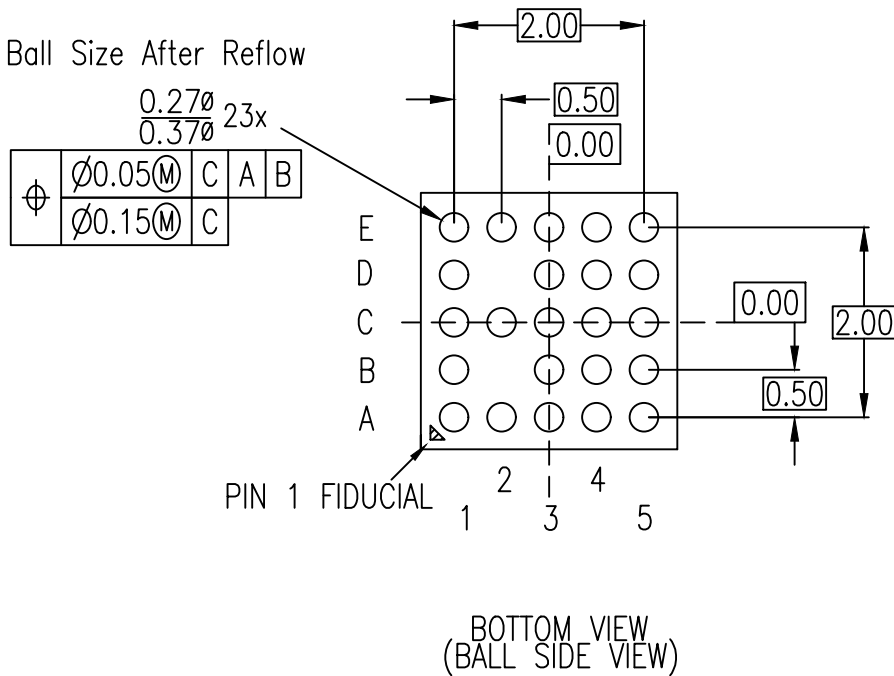 2.00
Ball Size After Reflow
0.50
0.27ø
0.37ø 23x
0.00
Ø0.05Ⓜ C A B
Ø0.15Ⓜ C
E
D
C
0.00
2.00
B
0.50
A
PIN 1 FIDUCIAL
2 4
1 3 5
BOTTOM VIEW
(BALL SIDE VIEW)